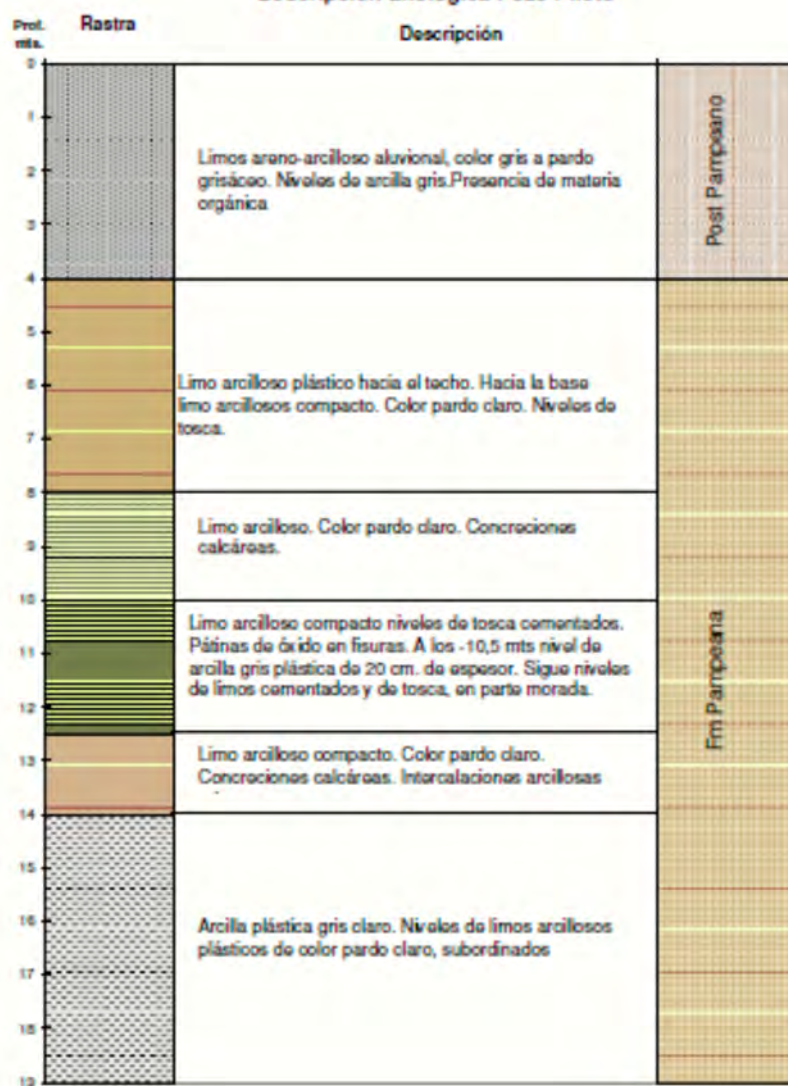 Prof.
mts.
Rastra
Descripción
0
1
2
3
4
5
6
7
8
9
10
11
12
13
14
15
16
17
18
19
Limos areno-arcilloso aluvional, color gris a pardo
grisáceo. Niveles de arcilla gris.Presencia de materia
orgánica
Limo arcilloso plástico hacia el techo. Hacia la base
limo arcillosos compacto. Color pardo claro. Niveles de
tosca.
Limo arcilloso. Color pardo claro. Concreciones
calcáreas.
Limo arcilloso compacto niveles de tosca cementados.
Pátinas de óxido en fisuras. A los -10,5 mts nivel de
arcilla gris plástica de 20 cm. de espesor. Sigue niveles
de limos cementados y de tosca, en parte morada.
Limo arcilloso compacto. Color pardo claro.
Concreciones calcáreas. Intercalaciones arcillosas
Arcilla plástica gris claro. Niveles de limos arcillosos
plásticos de color pardo claro, subordinados
Post Pampeano
Fm Pampeana